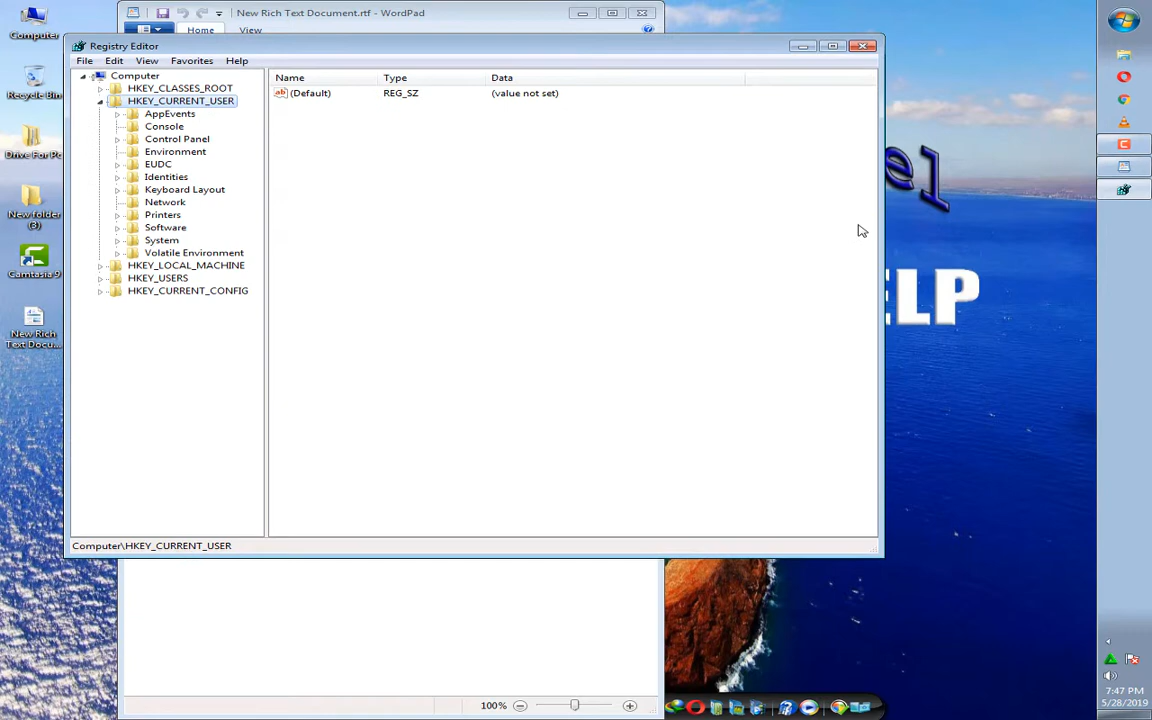 New Rich Text Document.rtf - WordPad
Home View
Registry Editor
File Edit View Favorites Help
Name Type Data
ab (Default) REG_SZ (value not set)
Computer
HKEY_CLASSES_ROOT
HKEY_CURRENT_USER
AppEvents
Console
Control Panel
Environment
EUDC
Identities
Keyboard Layout
Network
Printers
Software
System
Volatile Environment
HKEY_LOCAL_MACHINE
HKEY_USERS
HKEY_CURRENT_CONFIG
Computer\HKEY_CURRENT_USER
100%
Computer
Recycle Bin
Drive For Pc
New folder
(3)
Camtasia 9
New Rich
Text Docu...
el
ELP
7:47 PM
5/28/2019